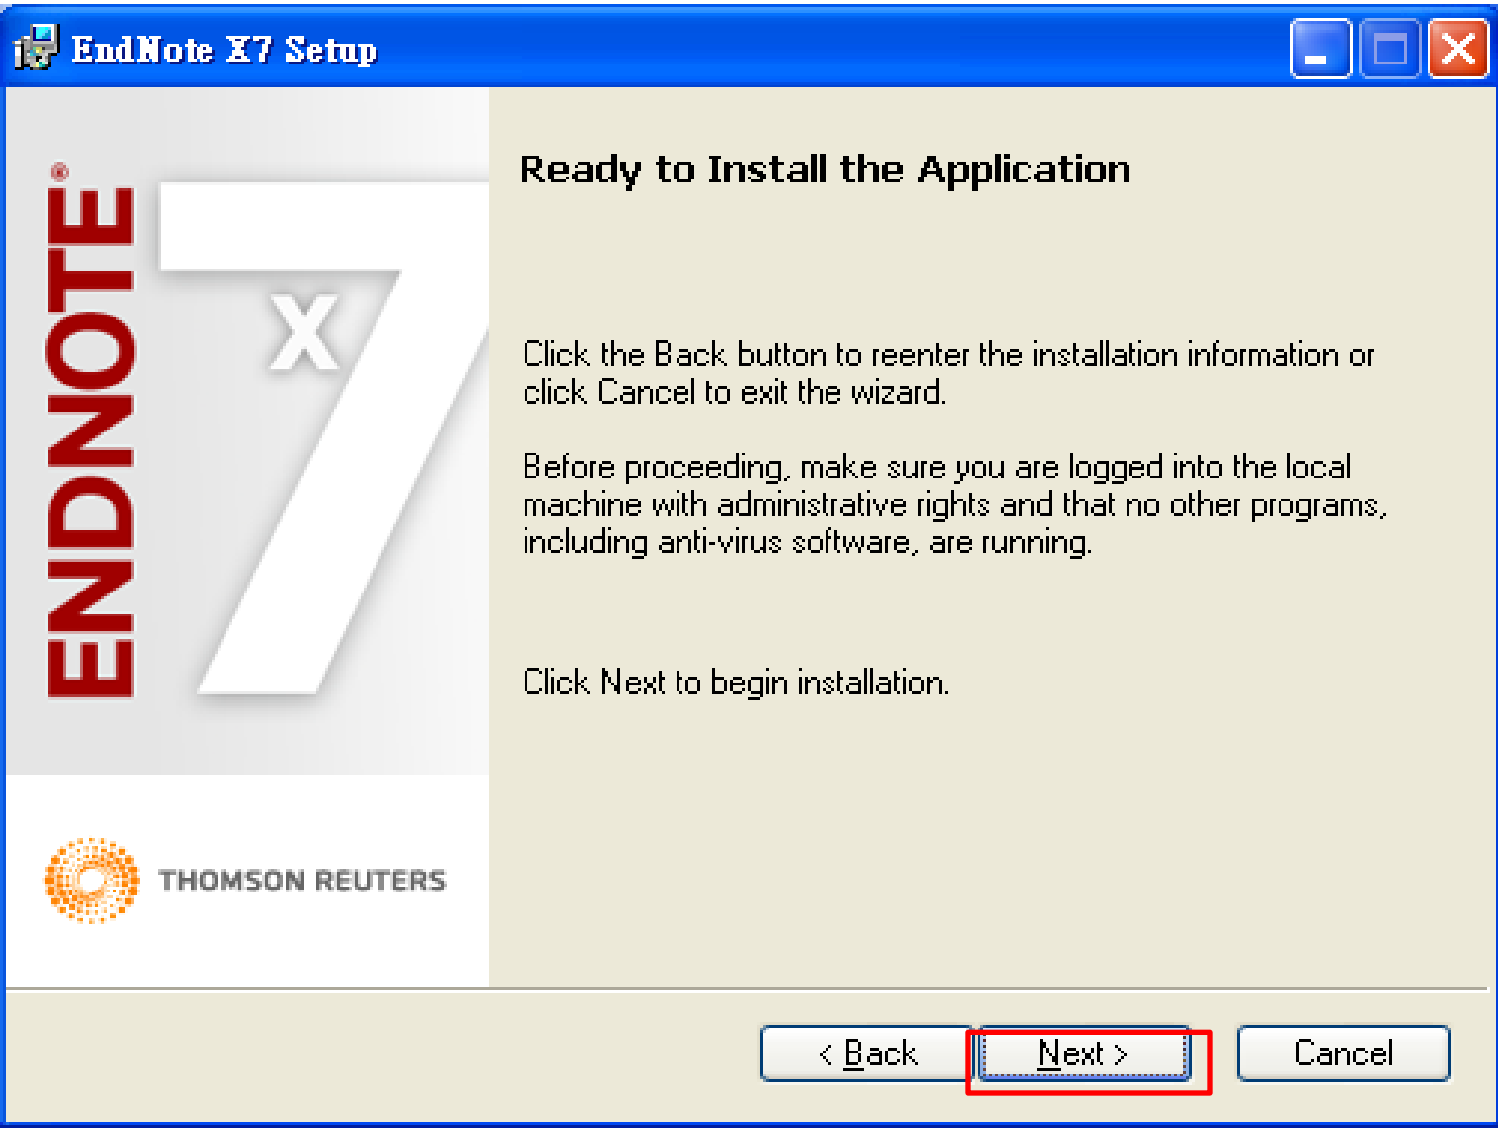 EndNote X7 Setup
ENDNOTE®
X7
Ready to Install the Application
Click the Back button to reenter the installation information or
click Cancel to exit the wizard.
Before proceeding, make sure you are logged into the local
machine with administrative rights and that no other programs,
including anti-virus software, are running.
Click Next to begin installation.
THOMSON REUTERS
< Back
Next >
Cancel